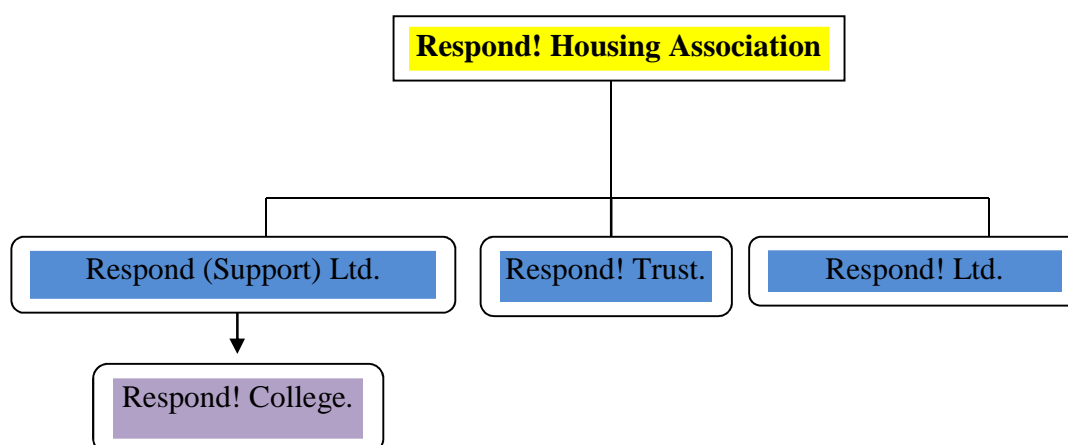 Respond! Housing Association
Respond (Support) Ltd.
Respond! Trust.
Respond! Ltd.
Respond! College.